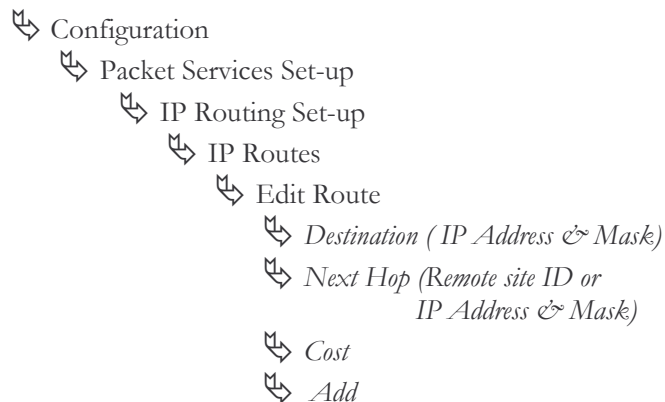 Configuration
Packet Services Set-up
IP Routing Set-up
IP Routes
Edit Route
Destination ( IP Address & Mask)
Next Hop (Remote site ID or
IP Address & Mask)
Cost
Add